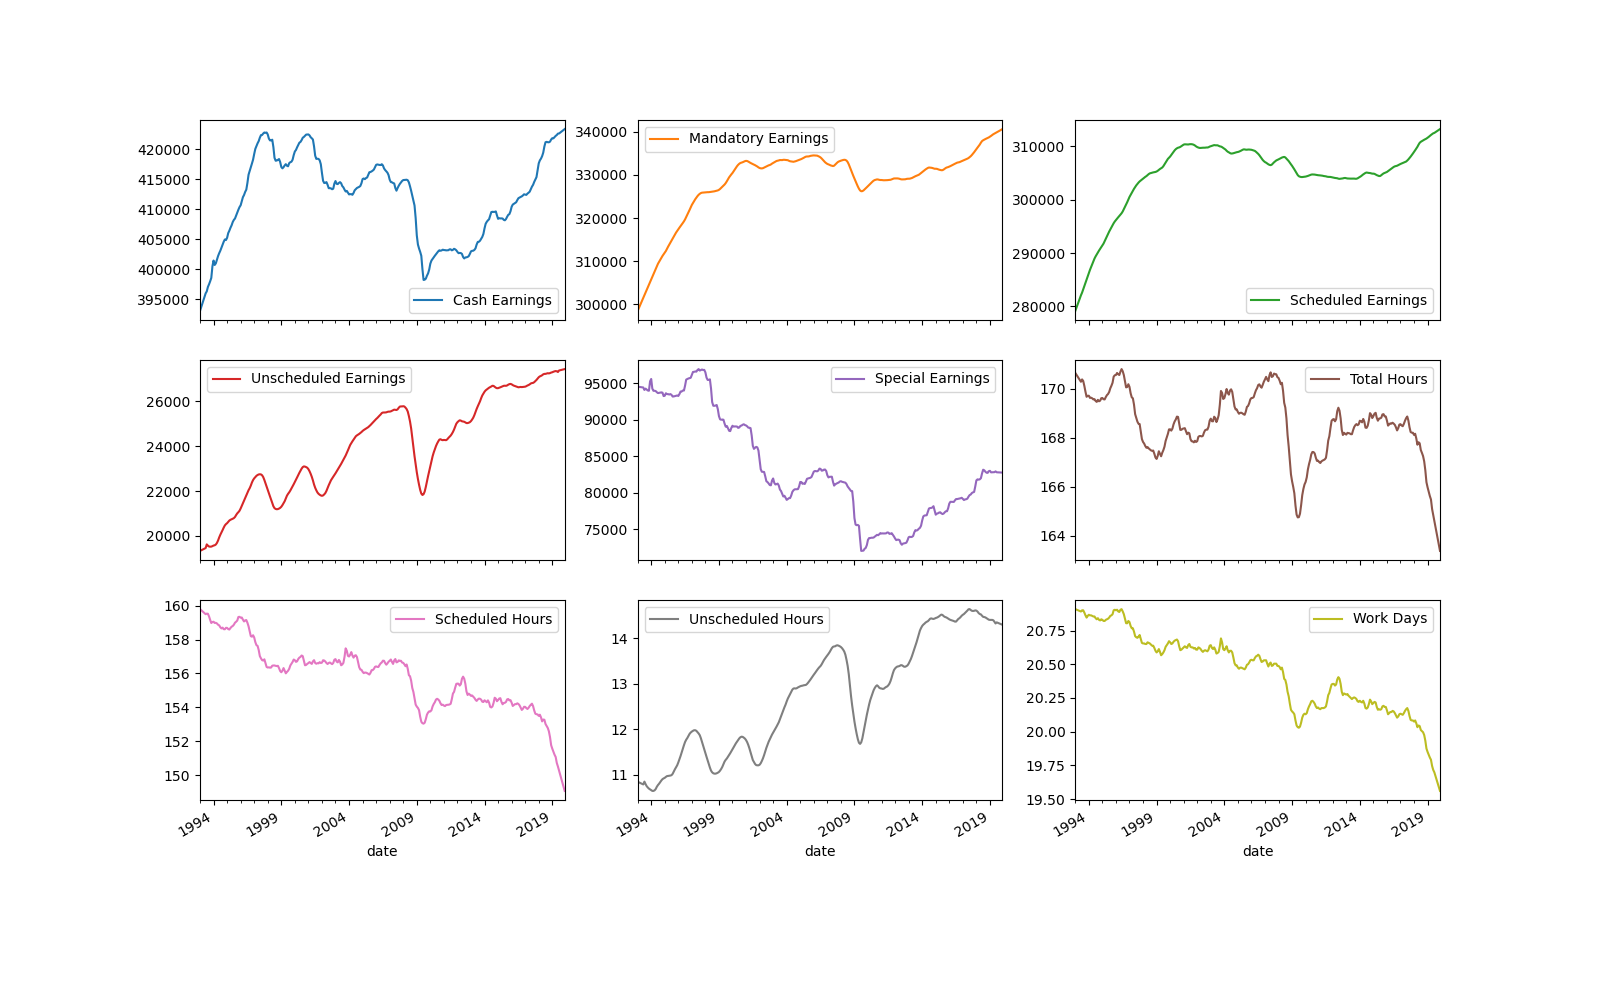 420000
415000
410000
405000
400000
395000
Cash Earnings
340000
330000
320000
310000
300000
Mandatory Earnings
310000
300000
290000
280000
Scheduled Earnings
26000
24000
22000
20000
Unscheduled Earnings
95000
90000
85000
80000
75000
Special Earnings
170
168
166
164
Total Hours
160
158
156
154
152
150
Scheduled Hours
1994 1999 2004 2009 2014 2019
date
14
13
12
11
Unscheduled Hours
1994 1999 2004 2009 2014 2019
date
20.75
20.50
20.25
20.00
19.75
19.50
Work Days
1994 1999 2004 2009 2014 2019
date